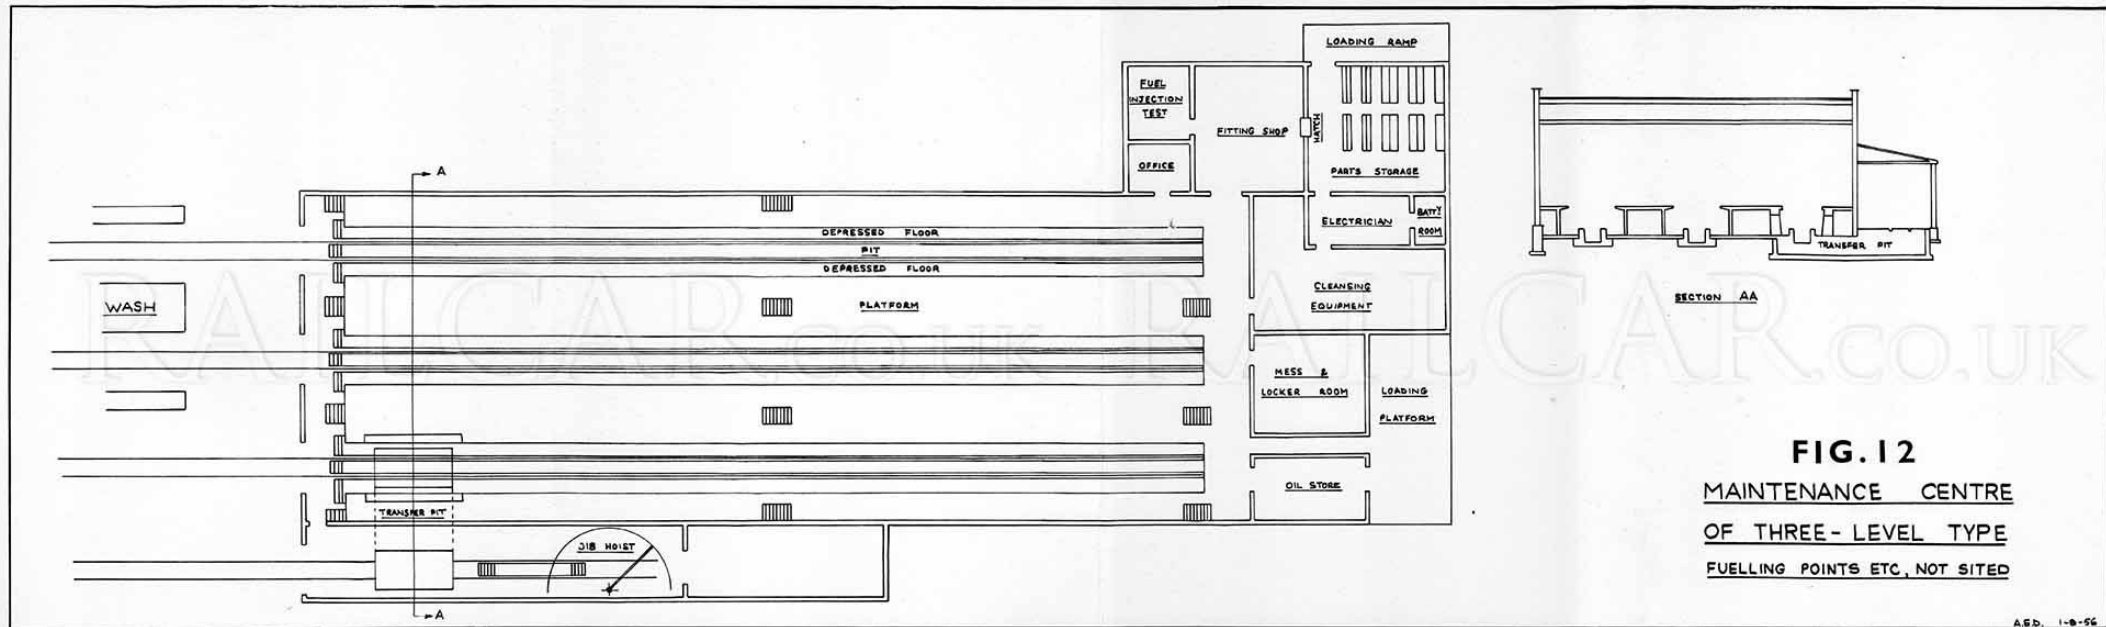 LOADING RAMP
FUEL
INJECTION
TEST
FITTING SHOP
HATCH
OFFICE
PARTS STORAGE
A
ELECTRICIAN
BATTY
ROOM
DEPRESSED FLOOR
PIT
DEPRESSED FLOOR
WASH
PLATFORM
CLEANSING
EQUIPMENT
MESS &
LOCKER ROOM
LOADING
PLATFORM
OIL STORE
TRANSFER PIT
JIB HOIST
A
TRANSFER PIT
SECTION AA
FIG.12
MAINTENANCE CENTRE
OF THREE-LEVEL TYPE
FUELLING POINTS ETC, NOT SITED
RAILCAR.CO.UK RAILCAR.CO.UK